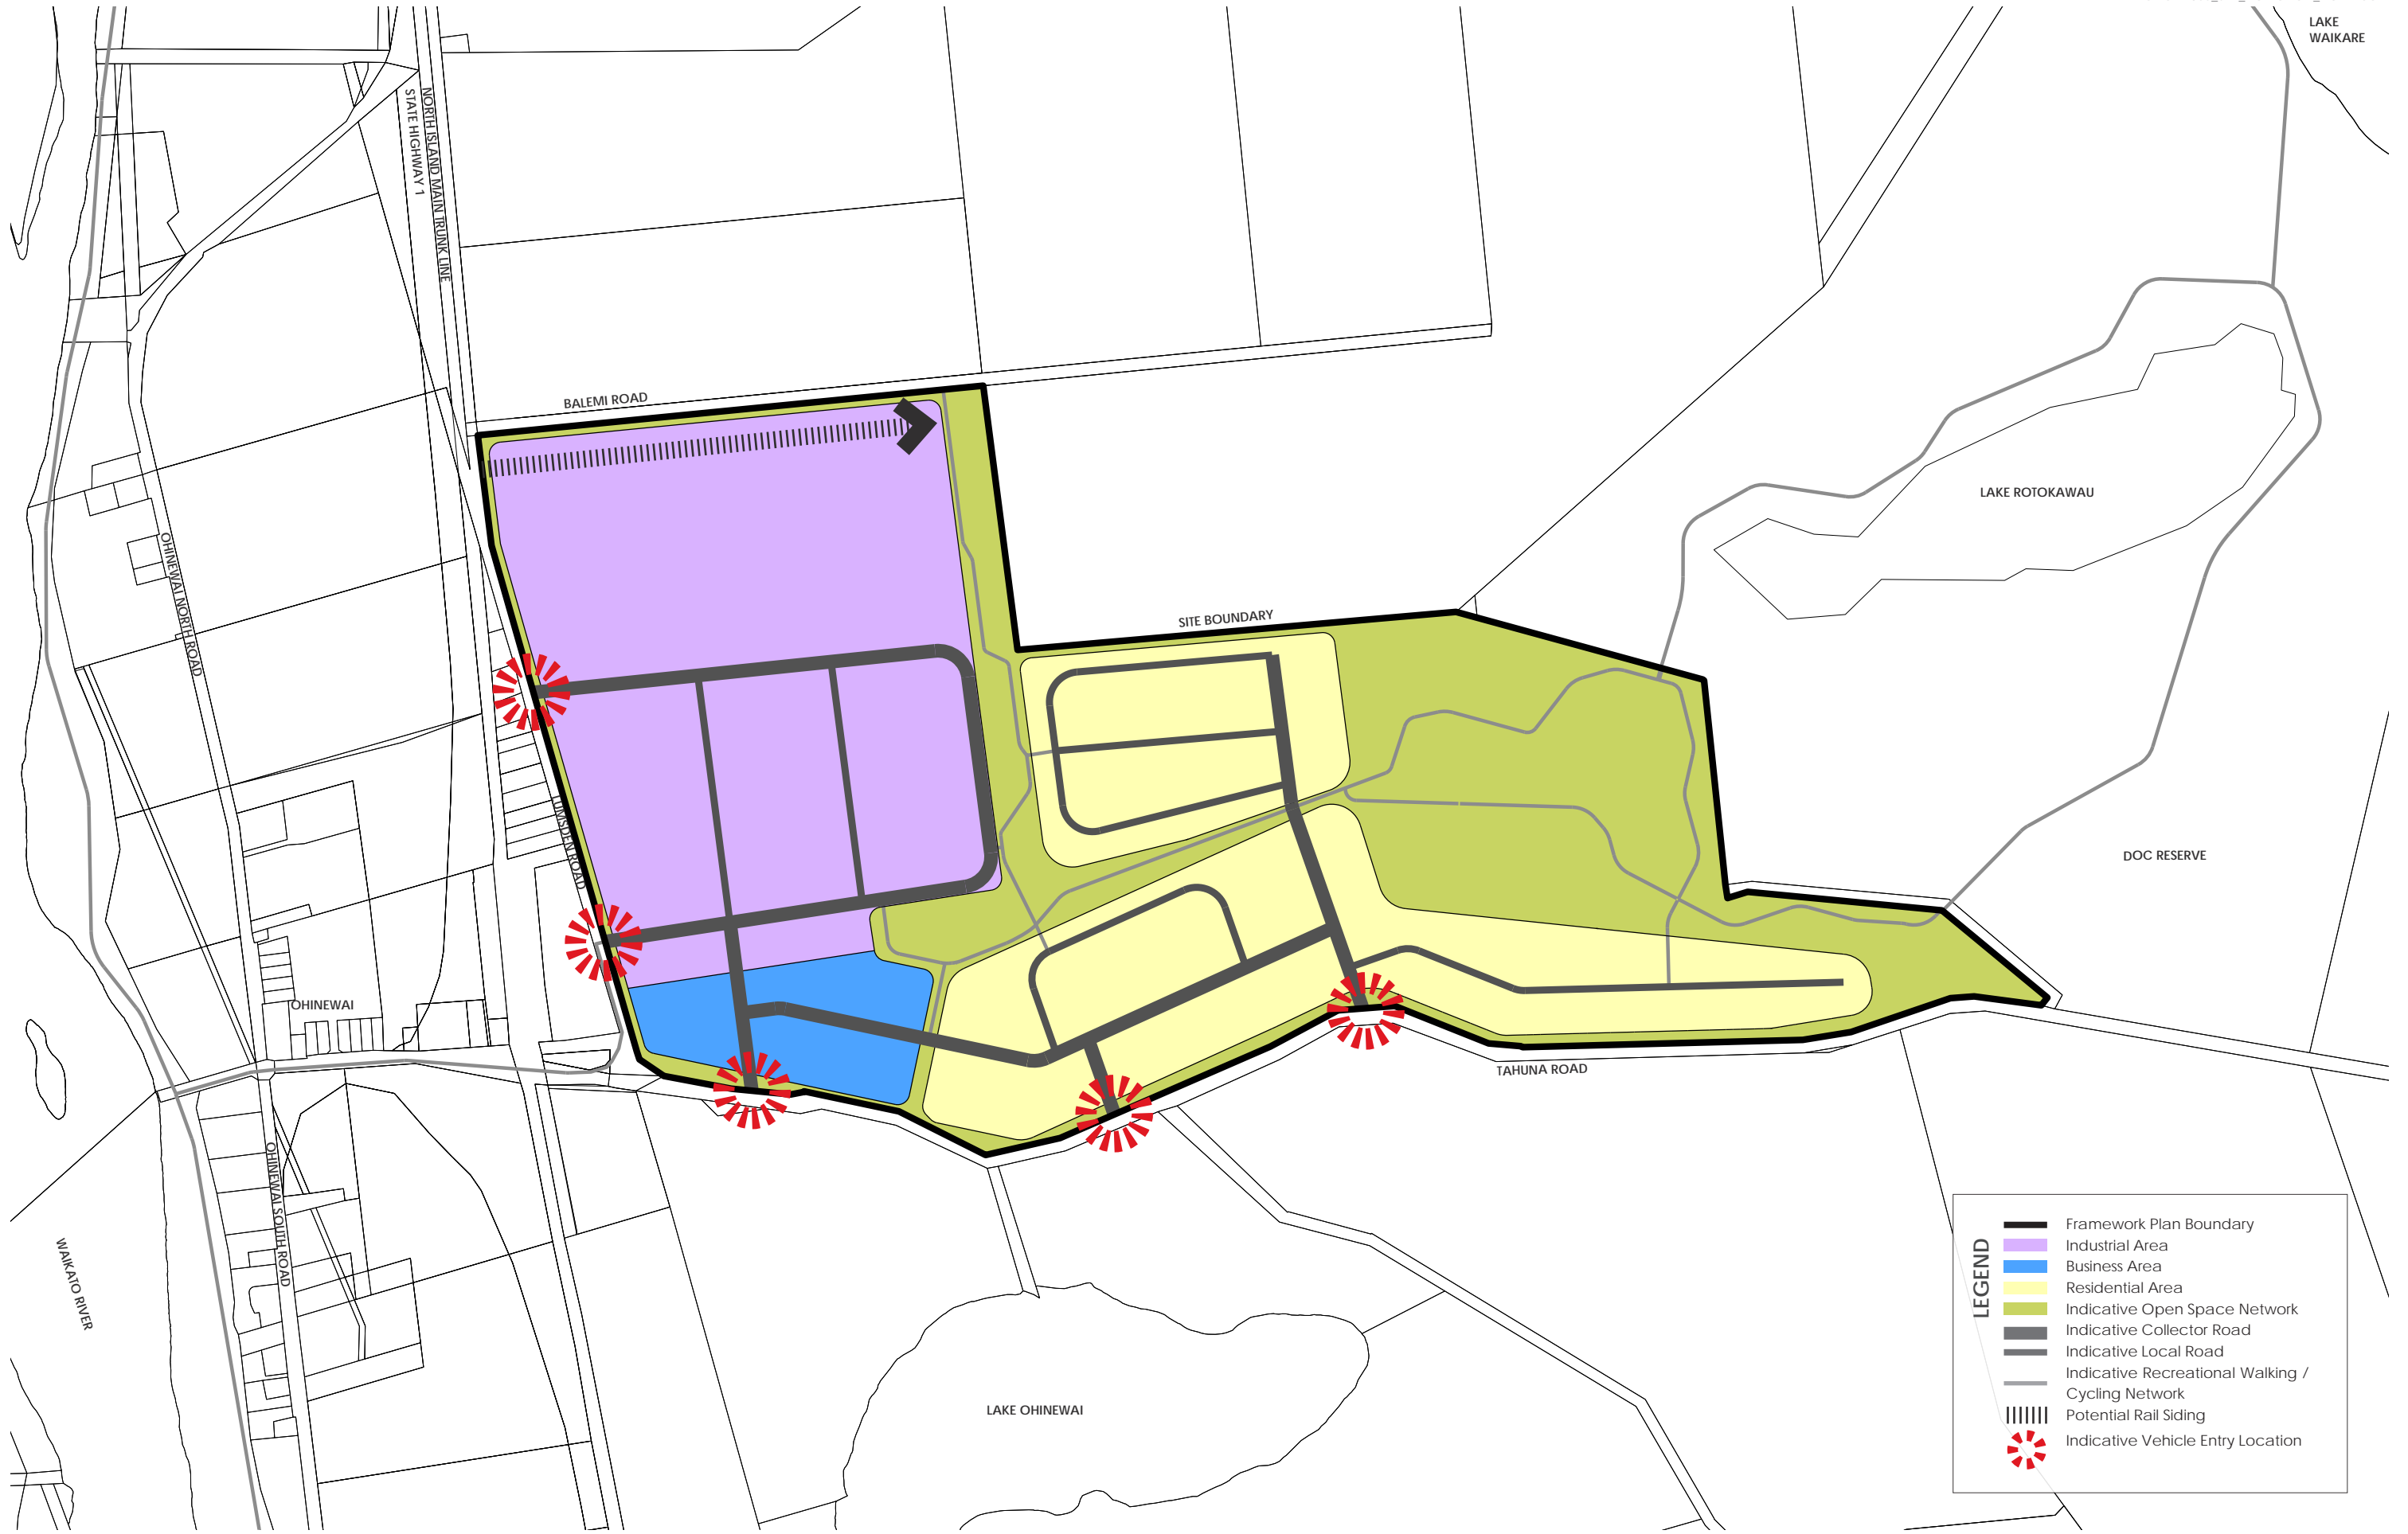 LAKE
WAIKARE
NORTH ISLAND MAIN TRUNK LINE
STATE HIGHWAY 1
BALEMI ROAD
LAKE ROTOKAWAU
OHINEWAI NORTH ROAD
SITE BOUNDARY
LUMSDEN ROAD
DOC RESERVE
OHINEWAI
TAHUNA ROAD
OHINEWAI SOUTH ROAD
WAIKATO RIVER
LAKE OHINEWAI
LEGEND
Framework Plan Boundary
Industrial Area
Business Area
Residential Area
Indicative Open Space Network
Indicative Collector Road
Indicative Local Road
Indicative Recreational Walking /
Cycling Network
Potential Rail Siding
Indicative Vehicle Entry Location